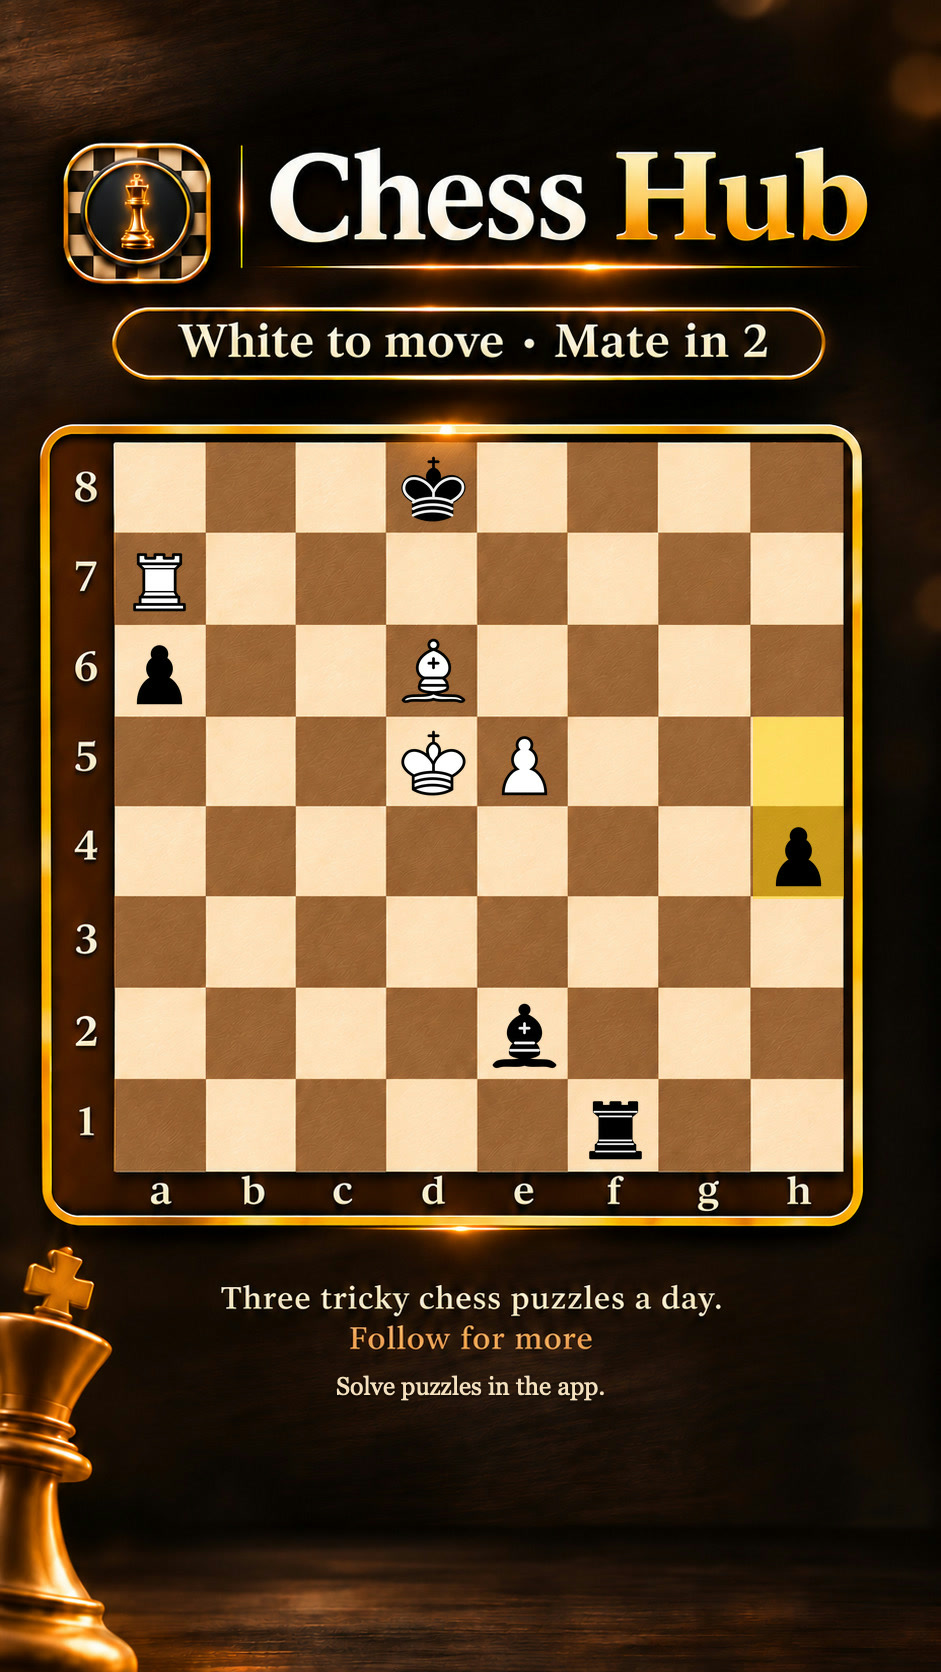 Chess Hub
White to move • Mate in 2
8
7
6
5
4
3
2
1
a b c d e f g h
Three tricky chess puzzles a day.
Follow for more
Solve puzzles in the app.